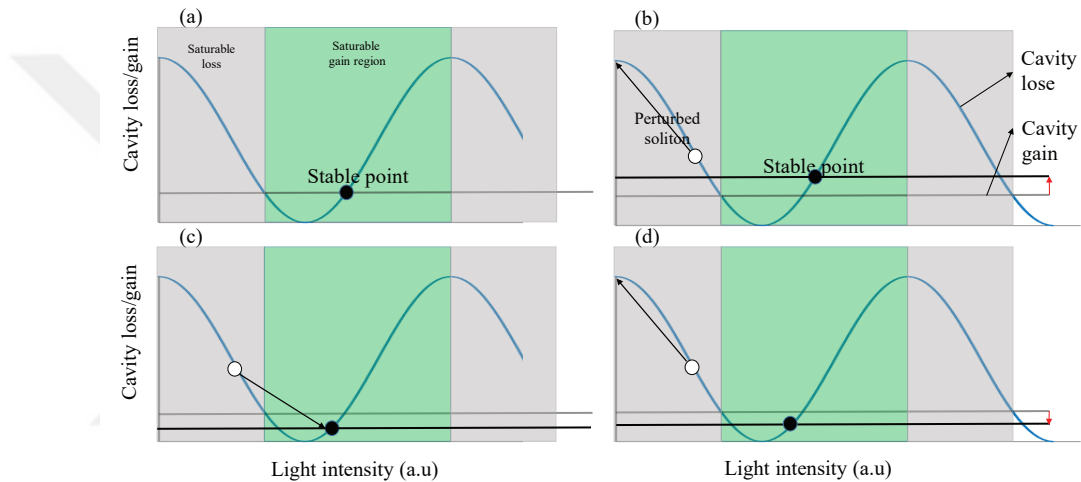 (a)
Saturable
loss
Saturable
gain region
Stable point
Cavity loss/gain
(b)
Perturbed
soliton
Stable point
Cavity
lose
Cavity
gain
(c)
Cavity loss/gain
Light intensity (a.u)
(d)
Light intensity (a.u)